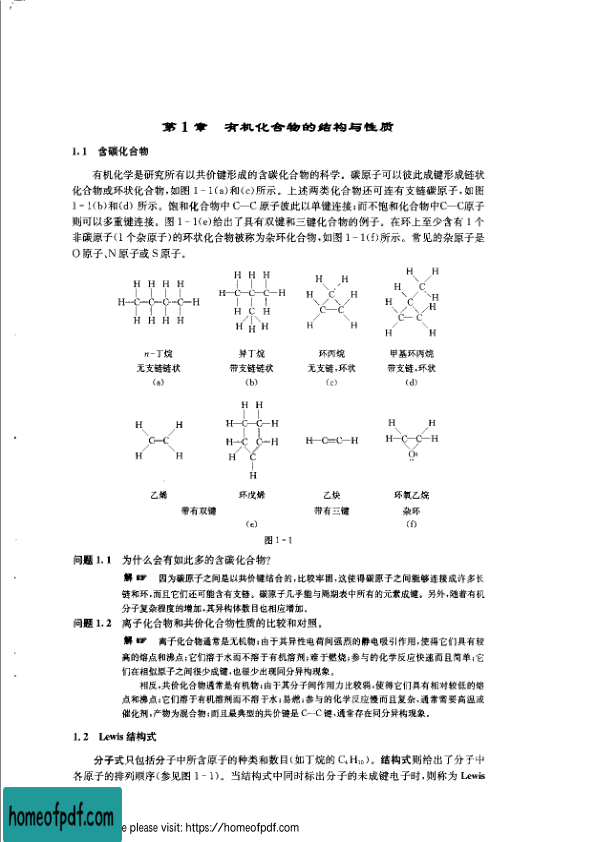 第 1 章 有机化合物的结构与性质
1.1 含碳化合物
有机化学是研究所有以共价键形成的含碳化合物的科学。碳原子可以彼此成键形成链状
化合物或环状化合物,如图 1-1(a)和(c)所示。上述两类化合物还可连有支链碳原子,如图
1-1(b)和(d) 所示。饱和化合物中 C—C 原子彼此以单键连接;而不饱和化合物中C—C原子
则可以多重键连接。图 1-1(e)给出了具有双键和三键化合物的例子。在环上至少含有 1 个
非碳原子(1 个杂原子)的环状化合物被称为杂环化合物,如图 1-1(f)所示。常见的杂原子是
O 原子、N 原子或 S 原子。
n-丁烷 异丁烷 环丙烷 甲基环丙烷
无支链链状 带支链链状 无支链,环状 带支链,环状
(a) (b) (c) (d)
H—C≡C—H
乙烯 环戊烯 乙炔 环氧乙烷
带有双键 带有三键 杂环
(e) (f)
图 1-1
问题 1.1 为什么会有如此多的含碳化合物?
解 ☞ 因为碳原子之间是以共价键结合的,比较牢固,这使得碳原子之间能够连接成许多长
链和环,而且它们还可能含有支链。碳原子几乎能与周期表中所有的元素成键。另外,随着有机
分子复杂程度的增加,其异构体数目也相应增加。
问题 1.2 离子化合物和共价化合物性质的比较和对照。
解 ☞ 离子化合物通常是无机物;由于其异性电荷间强烈的静电吸引作用,使得它们具有较
高的熔点和沸点;它们溶于水而不溶于有机溶剂;难于燃烧;参与的化学反应快速而且简单;它
们在相似原子之间很少成键,也很少出现同分异构现象。
相反,共价化合物通常是有机物;由于其分子间作用力比较弱,使得它们具有相对较低的熔
点和沸点;它们溶于有机溶剂而不溶于水;易燃;参与的化学反应慢而且复杂,通常需要高温或
催化剂,产物为混合物;而且最典型的共价键是 C—C 键,通常存在同分异构现象。
1.2 Lewis 结构式
分子式只包括分子中所含原子的种类和数目(如丁烷的 C₄H₁₀)。结构式则给出了分子中
各原子的排列顺序(参见图 1-1)。当结构式中同时标出分子的未成键电子时,则称为 Lewis
homeofpdf.com
e please visit: https://homeofpdf.com